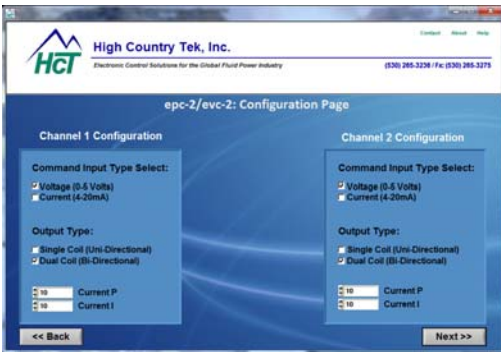 Contact About Help
HCT
High Country Tek, Inc.
Electronic Control Solutions for the Global Fluid Power Industry
(530) 265-3236 / Fx: (530) 265-3275
epc-2/evc-2: Configuration Page
Channel 1 Configuration
Command Input Type Select:
Voltage (0-5 Volts)
Current (4-20mA)
Output Type:
Single Coil (Uni-Directional)
Dual Coil (Bi-Directional)
10 Current P
10 Current I
Channel 2 Configuration
Command Input Type Select:
Voltage (0-5 Volts)
Current (4-20mA)
Output Type:
Single Coil (Uni-Directional)
Dual Coil (Bi-Directional)
10 Current P
10 Current I
<< Back
Next >>